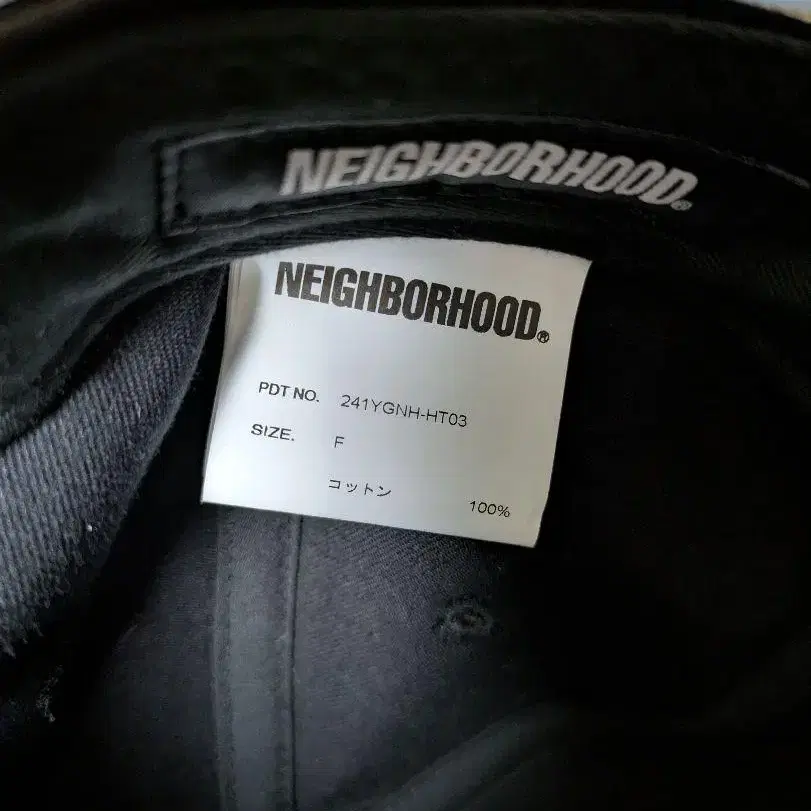 NEIGHBORHOOD®
NEIGHBORHOOD®
PDT NO. 241YGNH-HT03
SIZE. F
コットン 100%